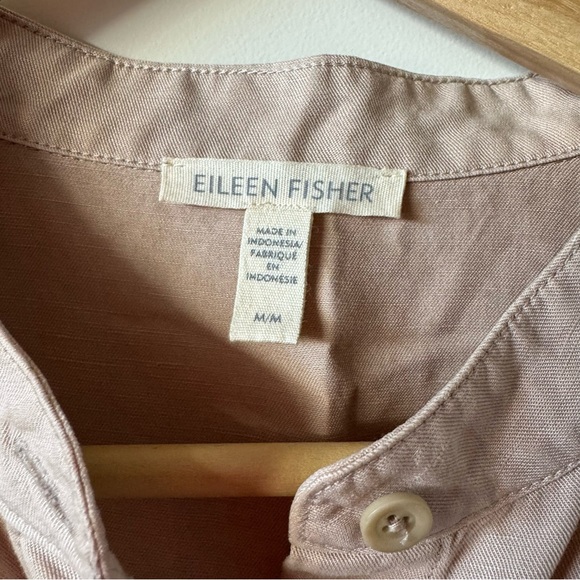 EILEEN FISHER
MADE IN
INDONESIA/
FABRIQUÉ
EN
INDONÉSIE
M/M